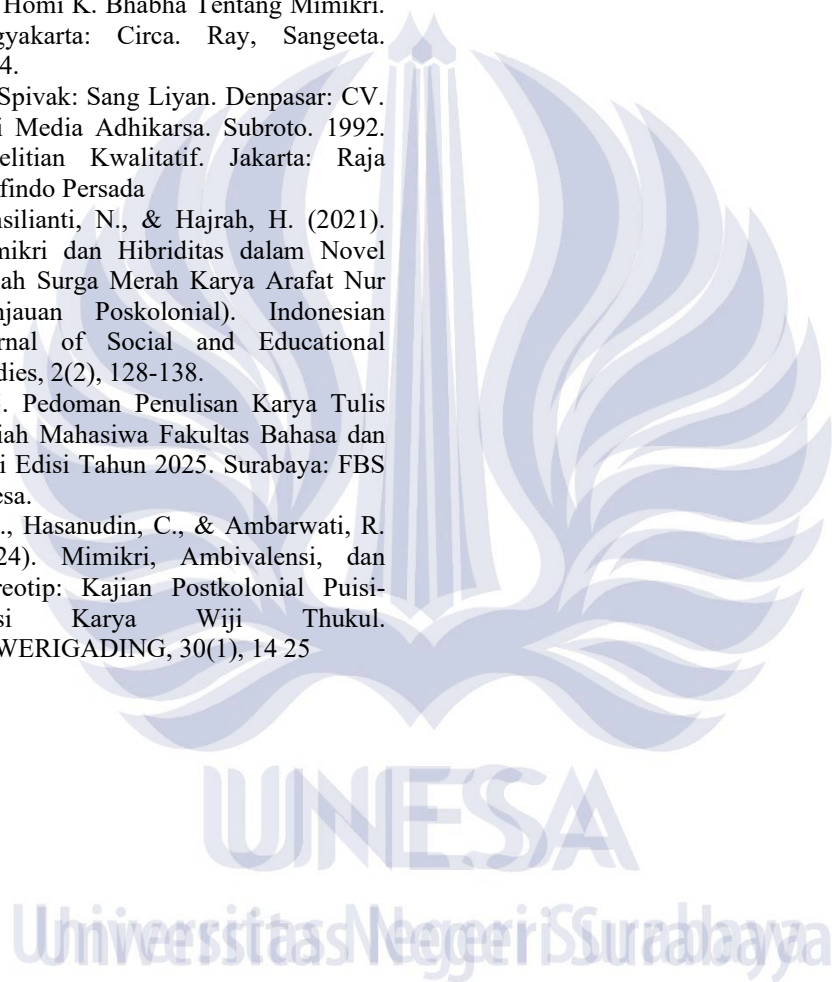 Homi K. Bhabha Tentang Mimikri.
gyakarta: Circa. Ray, Sangeeta.
4.
Spivak: Sang Liyan. Denpasar: CV.
i Media Adhikarsa. Subroto. 1992.
elitian Kwalitatif. Jakarta: Raja
findo Persada
silianti, N., & Hajrah, H. (2021).
mikri dan Hibriditas dalam Novel
ah Surga Merah Karya Arafat Nur
njauan Poskolonial). Indonesian
rnal of Social and Educational
dies, 2(2), 128-138.
. Pedoman Penulisan Karya Tulis
iah Mahasiwa Fakultas Bahasa dan
i Edisi Tahun 2025. Surabaya: FBS
esa.
., Hasanudin, C., & Ambarwati, R.
24). Mimikri, Ambivalensi, dan
reotip: Kajian Postkolonial Puisi-
si Karya Wiji Thukul.
WERIGADING, 30(1), 14 25
UNESA
Universitas Negeri Surabaya